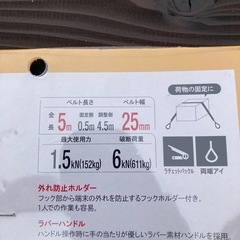 ベルト長さ
ベルト幅
荷物の固定に
全長 5m 固定側 0.5m 調整側 4.5m
25mm
最大使用力
破断荷重
1.5kN(152kg)
6kN(611kg)
ラチェットバックル
両端アイ
外れ防止ホルダー
フック部から端末の外れを防止するフックホルダー付き。
1人での作業も安心。
ラバーハンドル
ハンドル操作時に手の当たりが優しいラバー素材ハンドルを採用